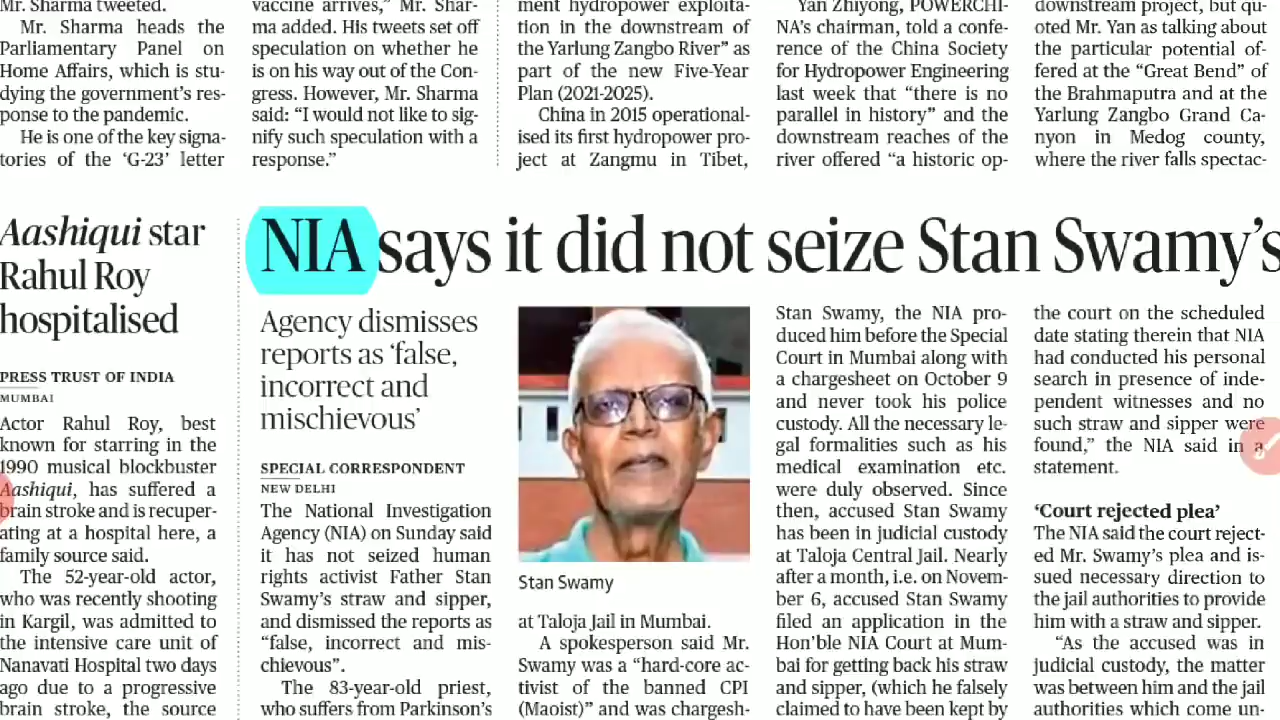 Mr. Sharma tweeted.
Mr. Sharma heads the
Parliamentary Panel on
Home Affairs, which is stu-
dying the government’s res-
ponse to the pandemic.
He is one of the key signa-
tories of the ‘G-23’ letter
vaccine arrives,” Mr. Shar-
ma added. His tweets set off
speculation on whether he
is on his way out of the Con-
gress. However, Mr. Sharma
said: “I would not like to sig-
nify such speculation with a
response.”
ment hydropower exploita-
tion in the downstream of
the Yarlung Zangbo River” as
part of the new Five-Year
Plan (2021-2025).
China in 2015 operational-
ised its first hydropower pro-
ject at Zangmu in Tibet,
Yan Zhiyong, POWERCHI-
NA’s chairman, told a confe-
rence of the China Society
for Hydropower Engineering
last week that “there is no
parallel in history” and the
downstream reaches of the
river offered “a historic op-
downstream project, but qu-
oted Mr. Yan as talking about
the particular potential of-
fered at the “Great Bend” of
the Brahmaputra and at the
Yarlung Zangbo Grand Ca-
nyon in Medog county,
where the river falls spectac-
Aashiqui star
Rahul Roy
hospitalised
PRESS TRUST OF INDIA
MUMBAI
Actor Rahul Roy, best
known for starring in the
1990 musical blockbuster
Aashiqui, has suffered a
brain stroke and is recuper-
ating at a hospital here, a
family source said.
The 52-year-old actor,
who was recently shooting
in Kargil, was admitted to
the intensive care unit of
Nanavati Hospital two days
ago due to a progressive
brain stroke, the source
NIA says it did not seize Stan Swamy’s
Agency dismisses
reports as ‘false,
incorrect and
mischievous’
SPECIAL CORRESPONDENT
NEW DELHI
The National Investigation
Agency (NIA) on Sunday said
it has not seized human
rights activist Father Stan
Swamy’s straw and sipper,
and dismissed the reports as
“false, incorrect and mis-
chievous”.
The 83-year-old priest,
who suffers from Parkinson’s
Stan Swamy
at Taloja Jail in Mumbai.
A spokesperson said Mr.
Swamy was a “hard-core ac-
tivist of the banned CPI
(Maoist)” and was chargesh-
Stan Swamy, the NIA pro-
duced him before the Special
Court in Mumbai along with
a chargesheet on October 9
and never took his police
custody. All the necessary le-
gal formalities such as his
medical examination etc.
were duly observed. Since
then, accused Stan Swamy
has been in judicial custody
at Taloja Central Jail. Nearly
after a month, i.e. on Novem-
ber 6, accused Stan Swamy
filed an application in the
Hon’ble NIA Court at Mum-
bai for getting back his straw
and sipper, (which he falsely
claimed to have been kept by
the court on the scheduled
date stating therein that NIA
had conducted his personal
search in presence of inde-
pendent witnesses and no
such straw and sipper were
found,” the NIA said in a
statement.
‘Court rejected plea’
The NIA said the court reject-
ed Mr. Swamy’s plea and is-
sued necessary direction to
the jail authorities to provide
him with a straw and sipper.
“As the accused was in
judicial custody, the matter
was between him and the jail
authorities which come un-